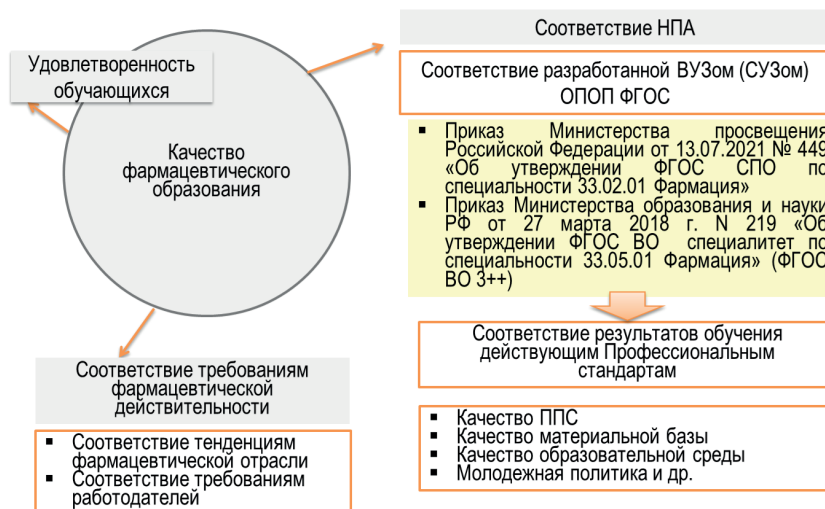 Удовлетворенность
обучающихся
Качество
фармацевтического
образования
Соответствие требованиям
фармацевтической
действительности
▪ Соответствие тенденциям
фармацевтической отрасли
▪ Соответствие требованиям
работодателей
Соответствие НПА
Соответствие разработанной ВУЗом (СУЗом)
ОПОП ФГОС
▪ Приказ Министерства просвещения
Российской Федерации от 13.07.2021 № 449
«Об утверждении ФГОС СПО по
специальности 33.02.01 Фармация»
▪ Приказ Министерства образования и науки
РФ от 27 марта 2018 г. N 219 «Об
утверждении ФГОС ВО специалитет по
специальности 33.05.01 Фармация» (ФГОС
ВО 3++)
Соответствие результатов обучения
действующим Профессиональным
стандартам
▪ Качество ППС
▪ Качество материальной базы
▪ Качество образовательной среды
▪ Молодежная политика и др.